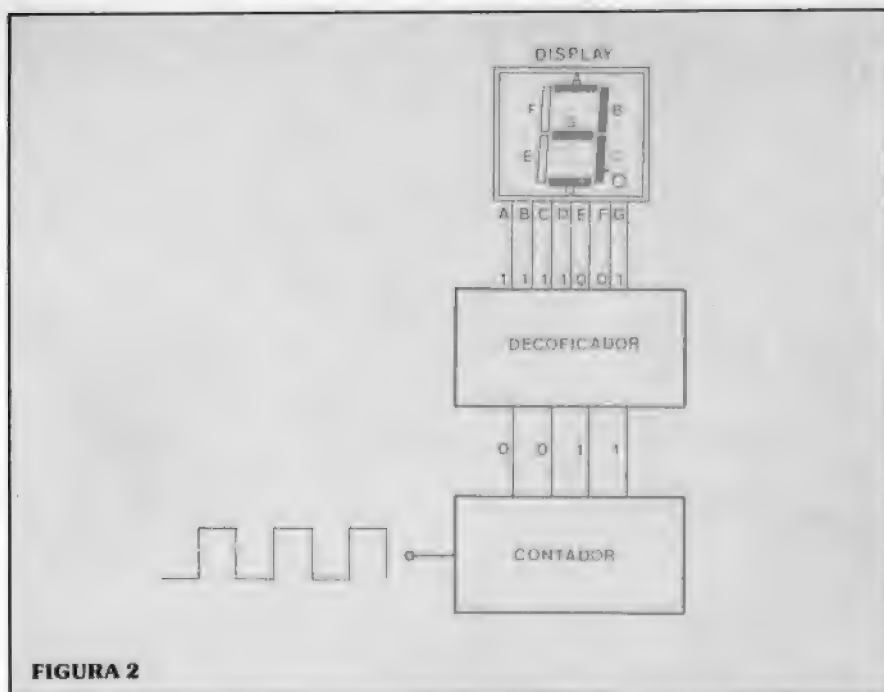 DISPLAY
A
F B
G
E C
D
A B C D E F G
1 1 1 1 0 0 1
DECOFICADOR
0 0 1 1
CONTADOR
FIGURA 2